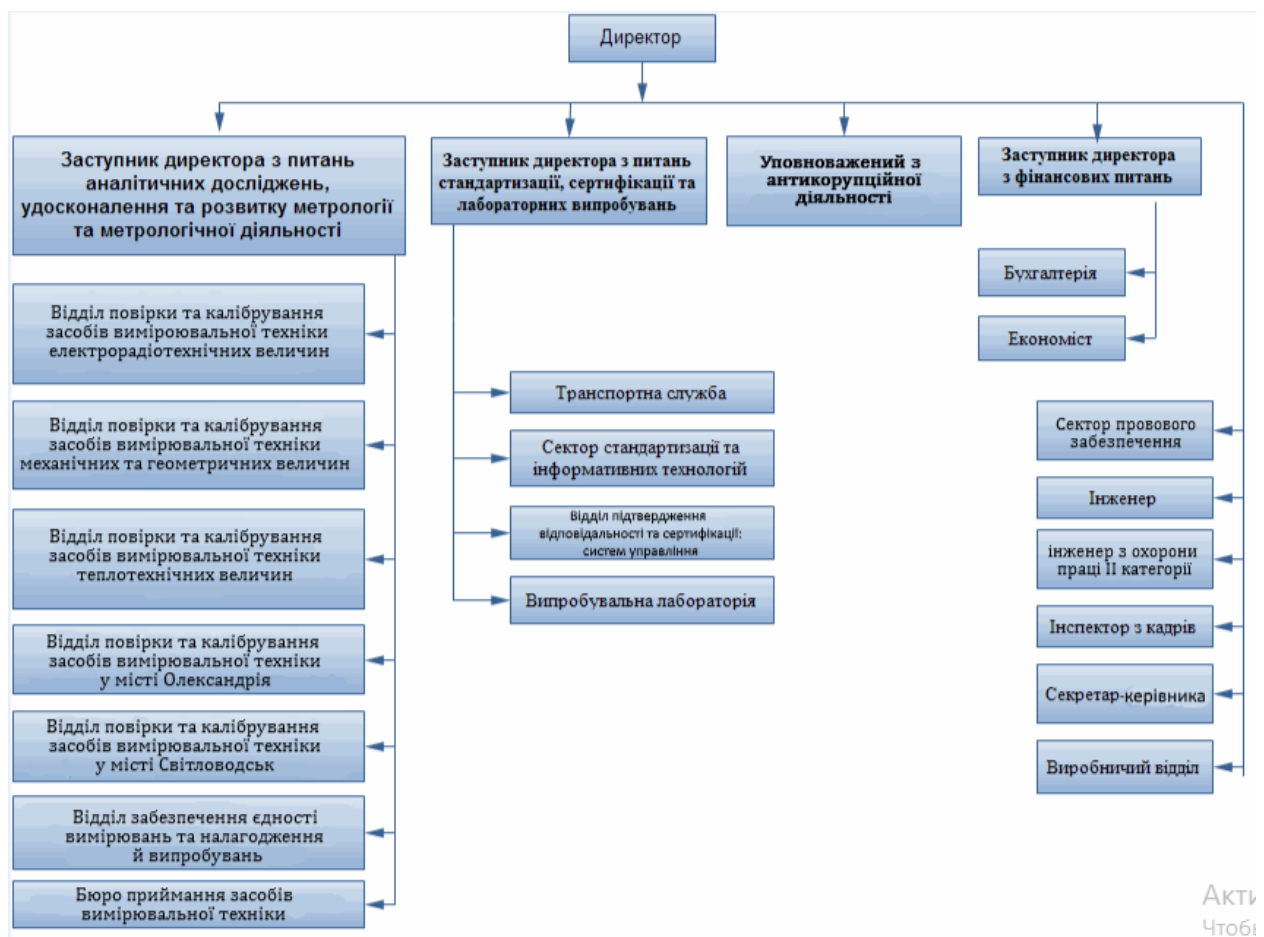 Директор
Заступник директора з питань
аналітичних досліджень,
удосконалення та розвитку метрології
та метрологічної діяльності
Заступник директора з питань
стандартизації, сертифікації та
лабораторних випробувань
Уповноважений з
антикорупційної
діяльності
Заступник директора
з фінансових питань
Відділ повірки та калібрування
засобів виміроювальної техніки
електрорадіотехнічних величин
Відділ повірки та калібрування
засобів вимірювальної техніки
механічних та геометричних величин
Відділ повірки та калібрування
засобів вимірювальної техніки
теплотехнічних величин
Відділ повірки та калібрування
засобів вимірювальної техніки
у місті Олександрія
Відділ повірки та калібрування
засобів вимірювальної техніки
у місті Світловодськ
Відділ забезпечення єдності
вимірювань та налагодження
й випробувань
Бюро приймання засобів
вимірювальної техніки
Транспортна служба
Сектор стандартизації та
інформативних технологій
Відділ підтвердження
відповідальності та сертифікації:
систем управління
Випробувальна лабораторія
Бухгалтерія
Економіст
Сектор провового
забезпечення
Інженер
інженер з охорони
праці II категорії
Інспектор з кадрів
Секретар-керівника
Виробничий відділ
Акти
Чтобы